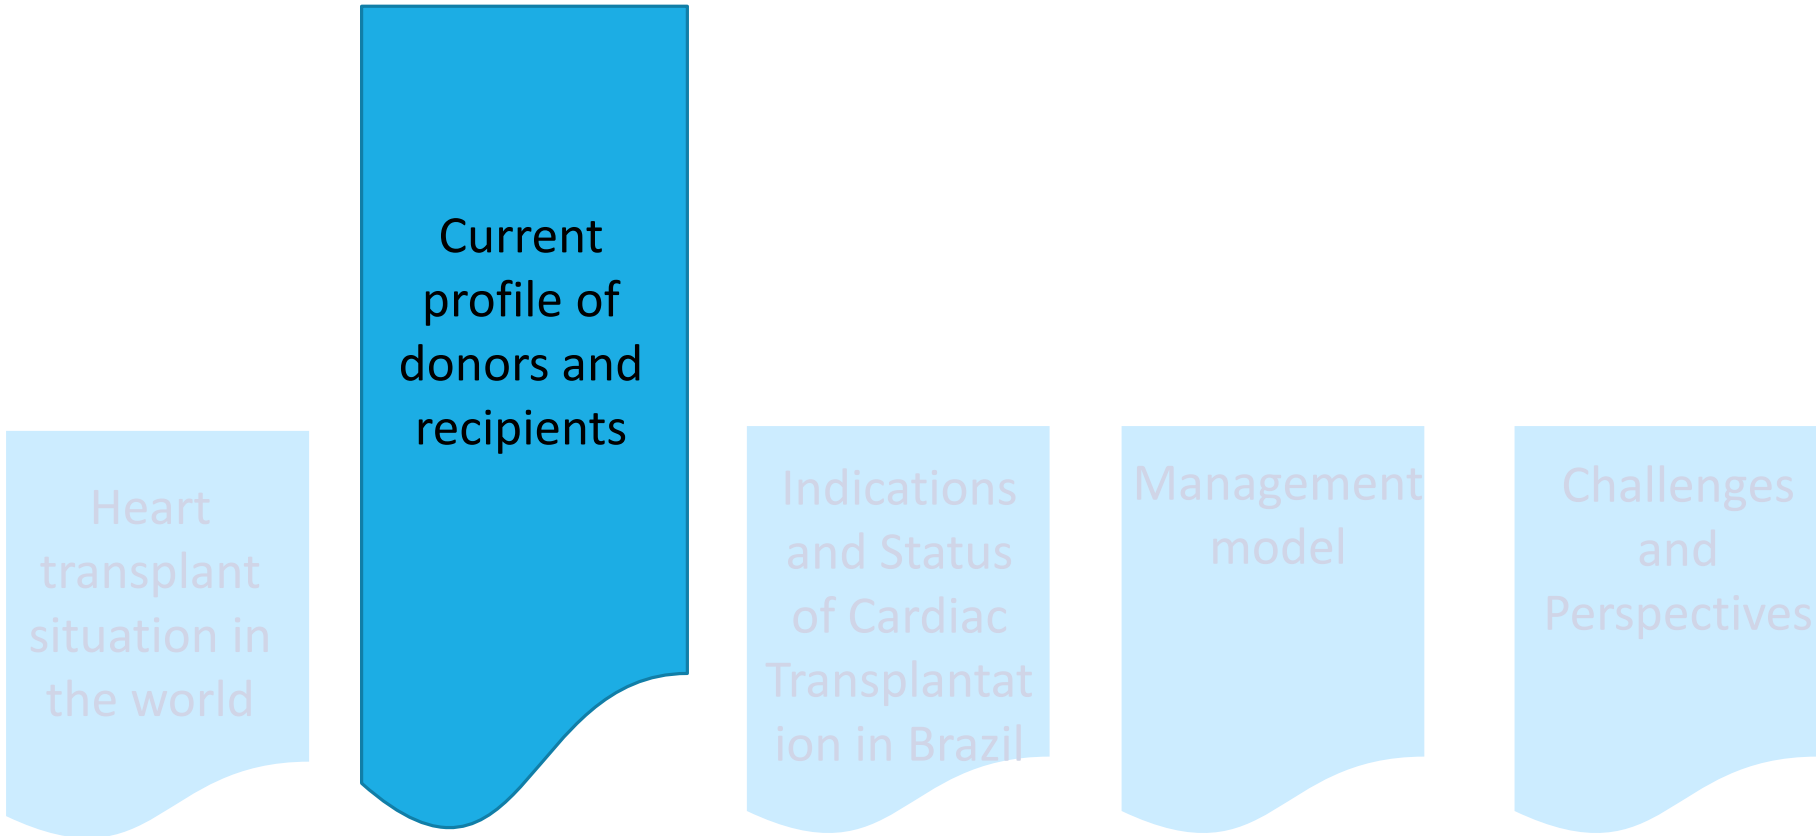 Heart
transplant
situation in
the world
Current
profile of
donors and
recipients
Indications
and Status
of Cardiac
Transplantat
ion in Brazil
Management
model
Challenges
and
Perspectives